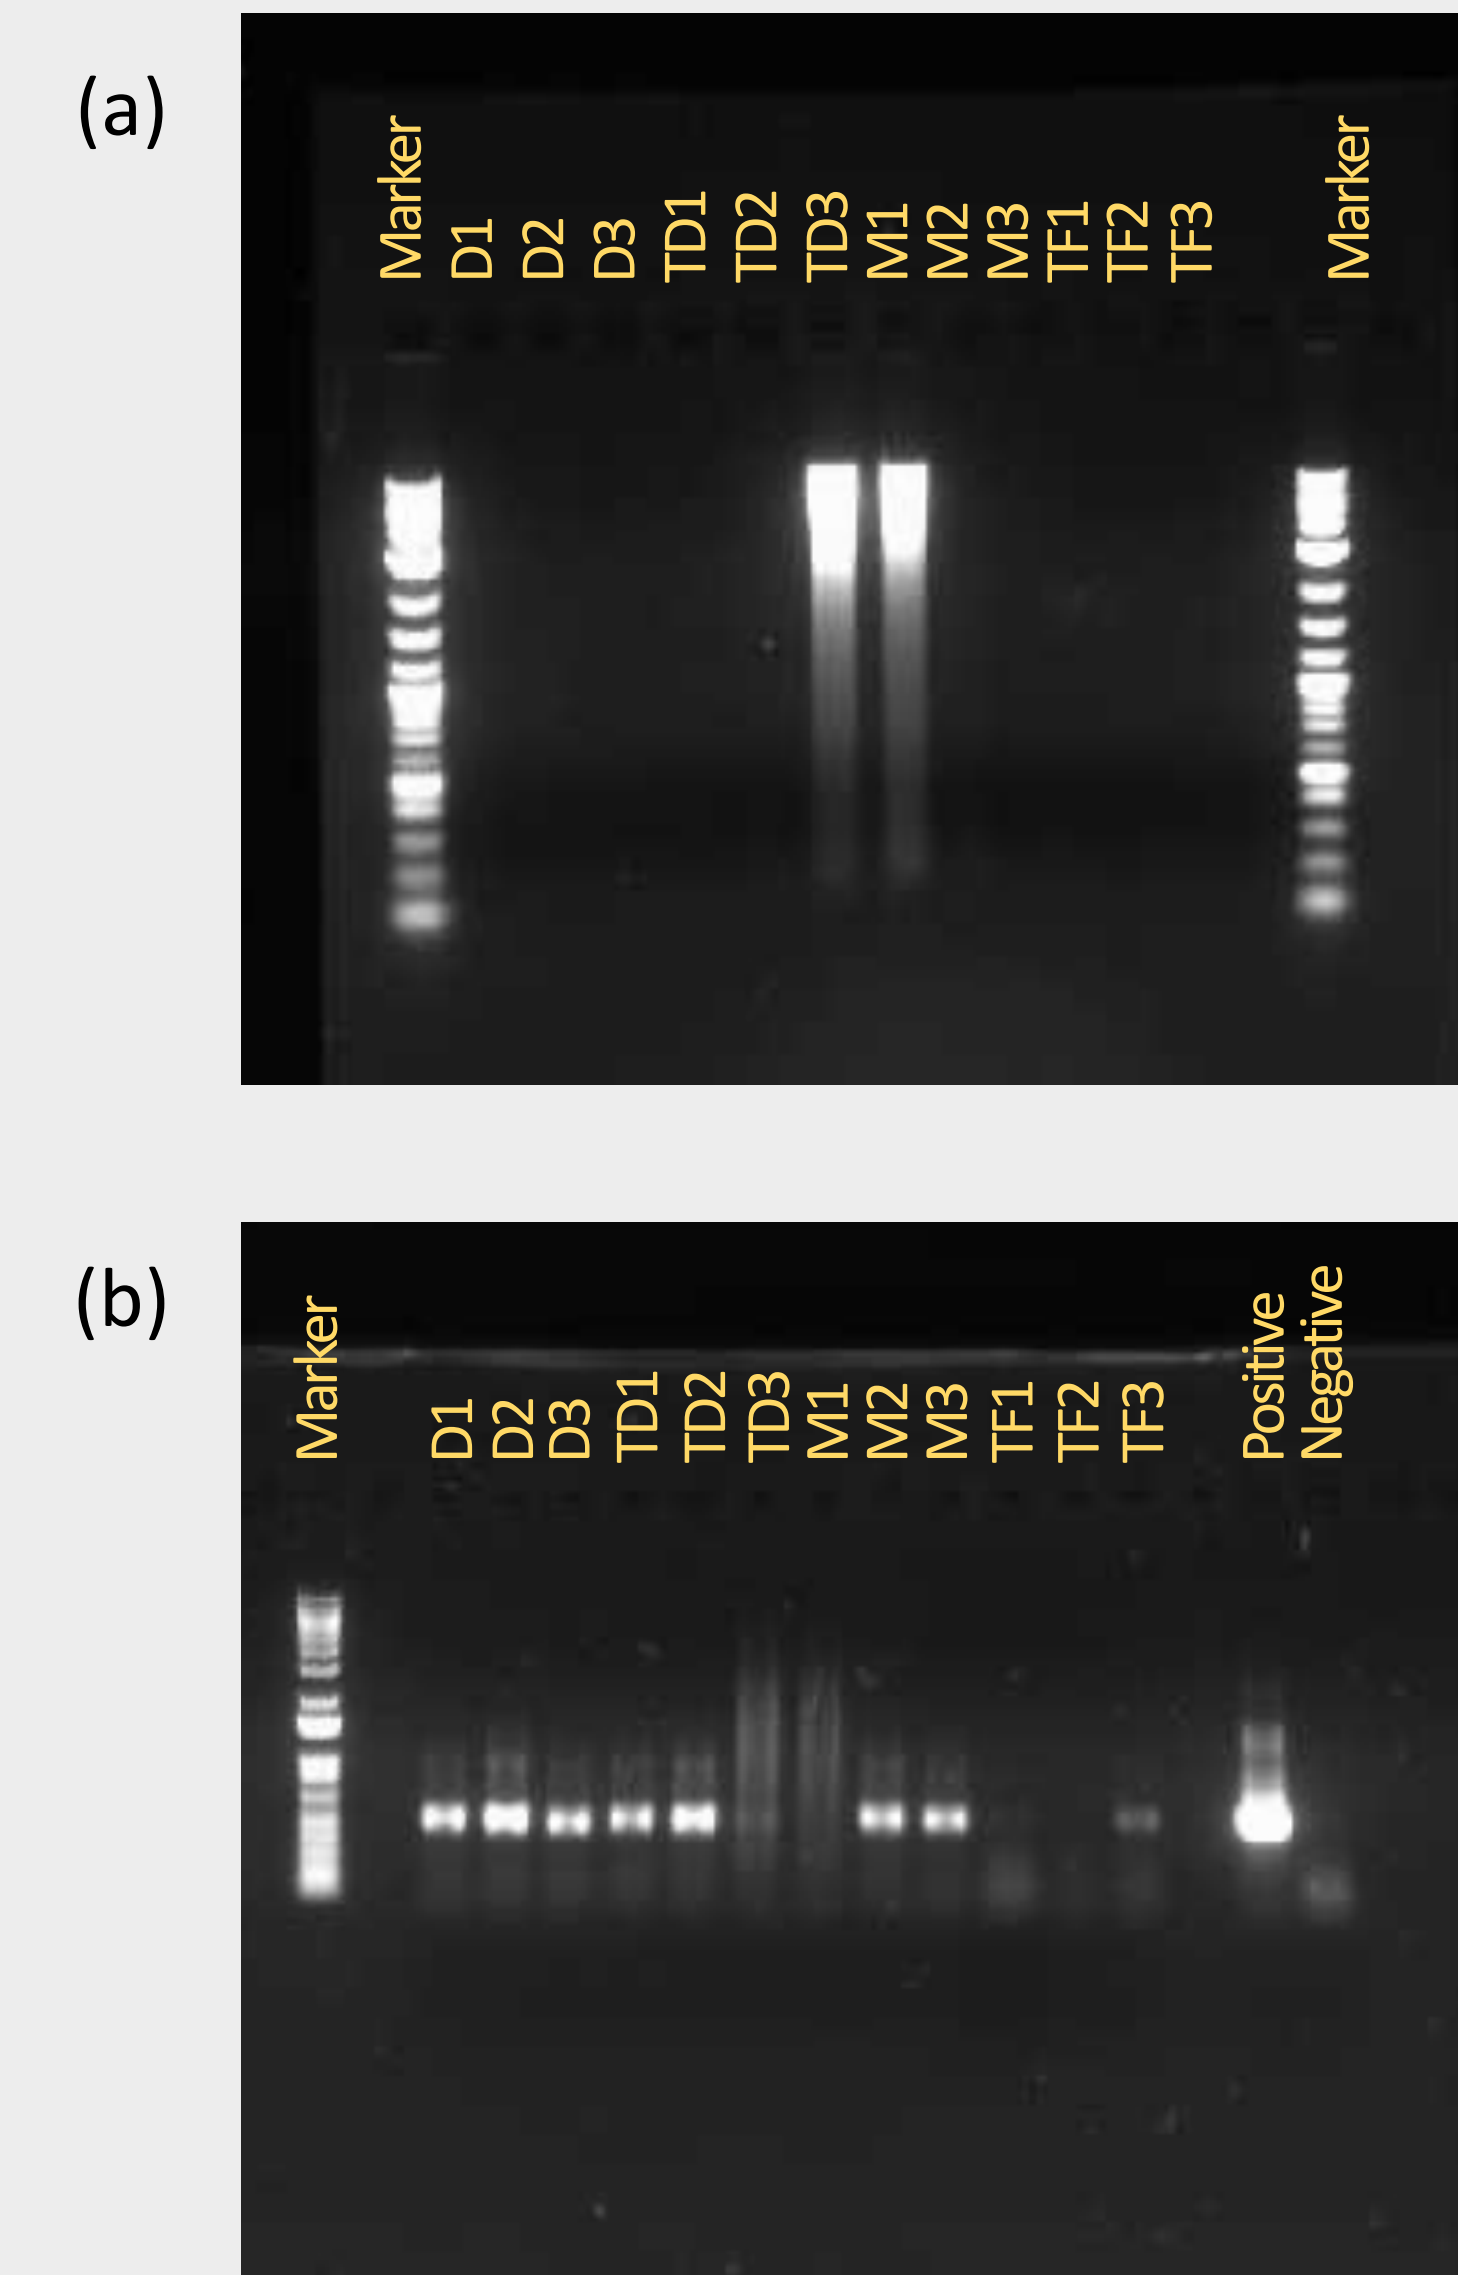 (a)
Marker
D1
D2
D3
TD1
TD2
TD3
M1
M2
M3
TF1
TF2
TF3
Marker
(b)
Marker
D1
D2
D3
TD1
TD2
TD3
M1
M2
M3
TF1
TF2
TF3
Positive
Negative